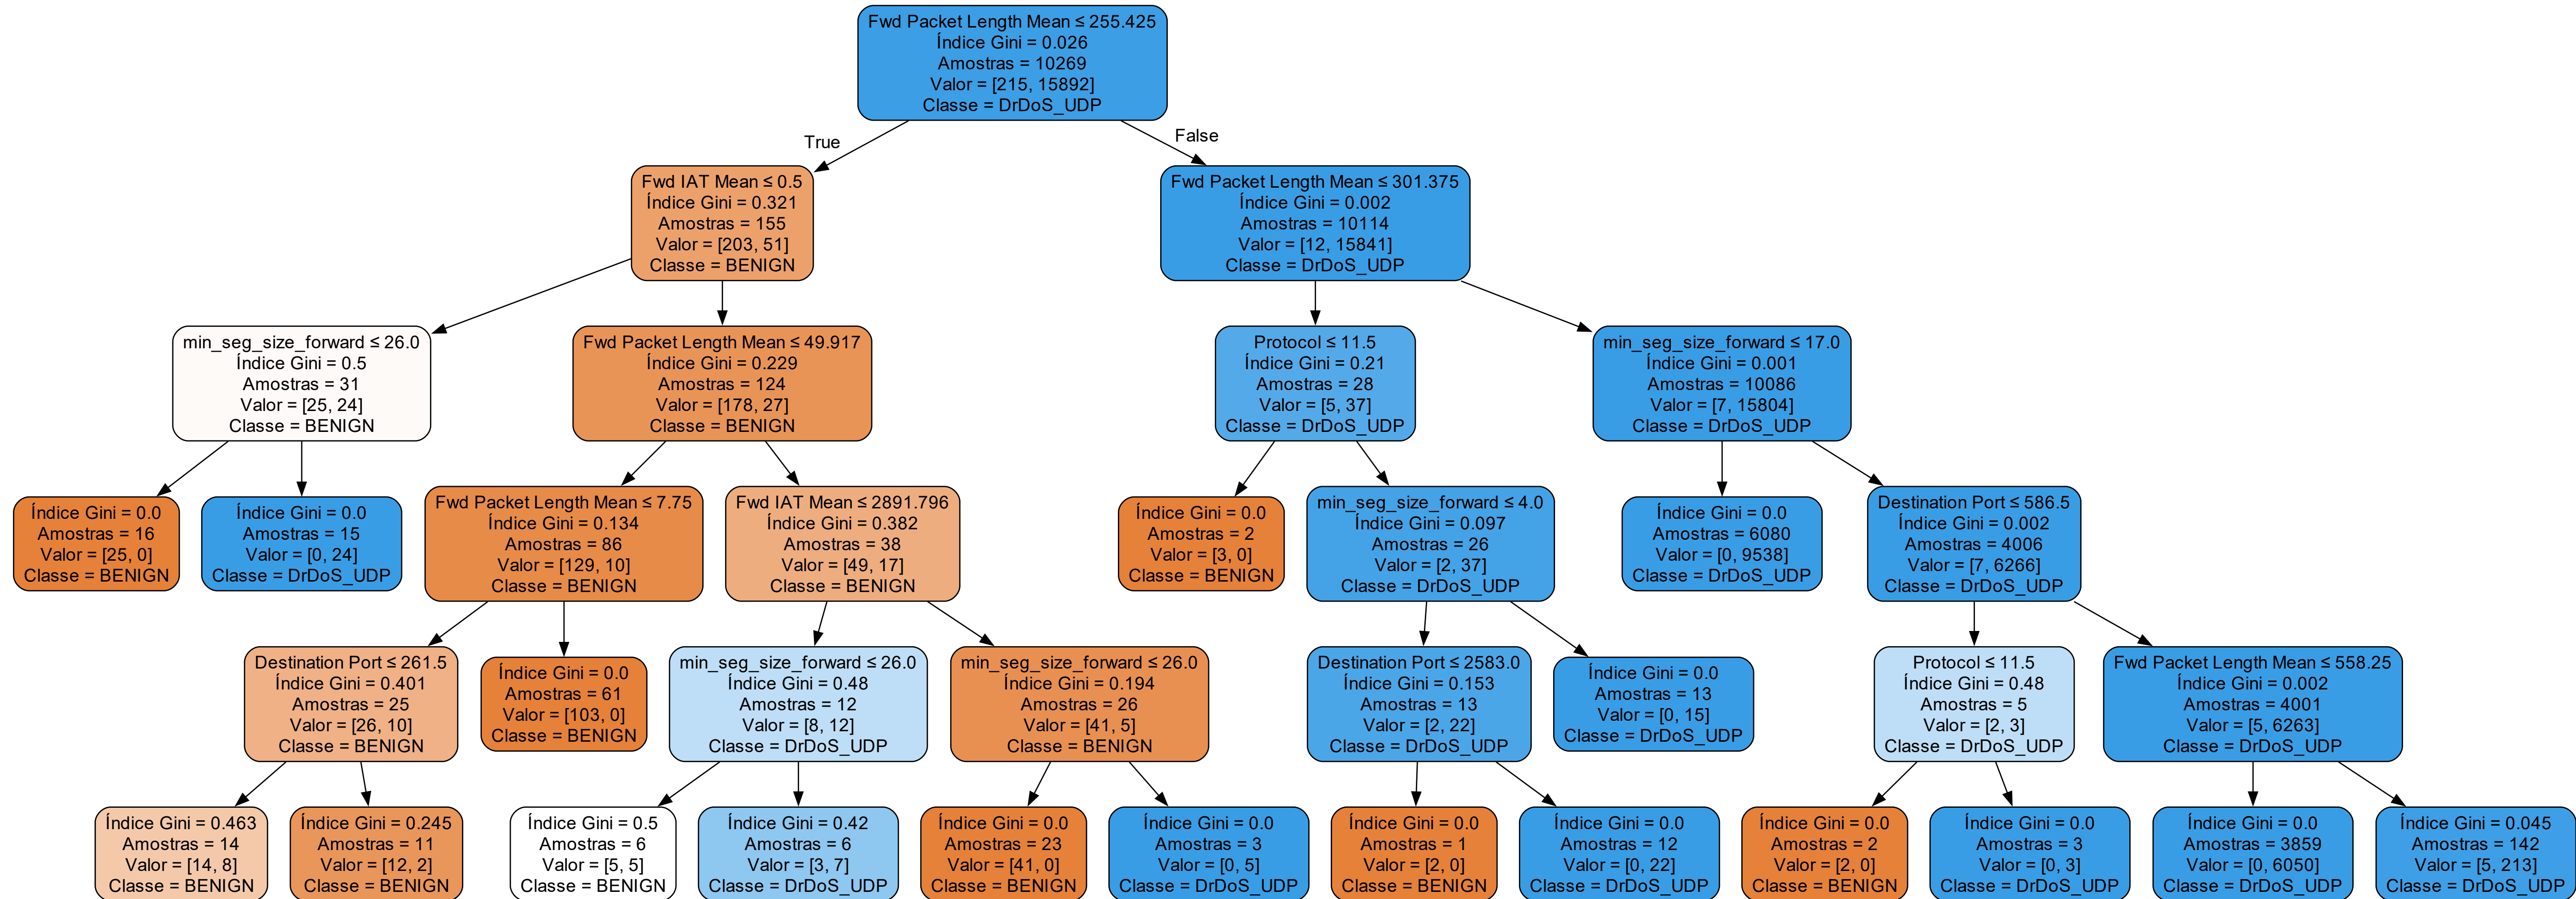 Fwd Packet Length Mean ≤ 255.425
Índice Gini = 0.026
Amostras = 10269
Valor = [215, 15892]
Classe = DrDoS_UDP
True
False
Fwd IAT Mean ≤ 0.5
Índice Gini = 0.321
Amostras = 155
Valor = [203, 51]
Classe = BENIGN
Fwd Packet Length Mean ≤ 301.375
Índice Gini = 0.002
Amostras = 10114
Valor = [12, 15841]
Classe = DrDoS_UDP
min_seg_size_forward ≤ 26.0
Índice Gini = 0.5
Amostras = 31
Valor = [25, 24]
Classe = BENIGN
Fwd Packet Length Mean ≤ 49.917
Índice Gini = 0.229
Amostras = 124
Valor = [178, 27]
Classe = BENIGN
Protocol ≤ 11.5
Índice Gini = 0.21
Amostras = 28
Valor = [5, 37]
Classe = DrDoS_UDP
min_seg_size_forward ≤ 17.0
Índice Gini = 0.001
Amostras = 10086
Valor = [7, 15804]
Classe = DrDoS_UDP
Índice Gini = 0.0
Amostras = 16
Valor = [25, 0]
Classe = BENIGN
Índice Gini = 0.0
Amostras = 15
Valor = [0, 24]
Classe = DrDoS_UDP
Fwd Packet Length Mean ≤ 7.75
Índice Gini = 0.134
Amostras = 86
Valor = [129, 10]
Classe = BENIGN
Fwd IAT Mean ≤ 2891.796
Índice Gini = 0.382
Amostras = 38
Valor = [49, 17]
Classe = BENIGN
Índice Gini = 0.0
Amostras = 2
Valor = [3, 0]
Classe = BENIGN
min_seg_size_forward ≤ 4.0
Índice Gini = 0.097
Amostras = 26
Valor = [2, 37]
Classe = DrDoS_UDP
Índice Gini = 0.0
Amostras = 6080
Valor = [0, 9538]
Classe = DrDoS_UDP
Destination Port ≤ 586.5
Índice Gini = 0.002
Amostras = 4006
Valor = [7, 6266]
Classe = DrDoS_UDP
Destination Port ≤ 261.5
Índice Gini = 0.401
Amostras = 25
Valor = [26, 10]
Classe = BENIGN
Índice Gini = 0.0
Amostras = 61
Valor = [103, 0]
Classe = BENIGN
min_seg_size_forward ≤ 26.0
Índice Gini = 0.48
Amostras = 12
Valor = [8, 12]
Classe = DrDoS_UDP
min_seg_size_forward ≤ 26.0
Índice Gini = 0.194
Amostras = 26
Valor = [41, 5]
Classe = BENIGN
Destination Port ≤ 2583.0
Índice Gini = 0.153
Amostras = 13
Valor = [2, 22]
Classe = DrDoS_UDP
Índice Gini = 0.0
Amostras = 13
Valor = [0, 15]
Classe = DrDoS_UDP
Protocol ≤ 11.5
Índice Gini = 0.48
Amostras = 5
Valor = [2, 3]
Classe = DrDoS_UDP
Fwd Packet Length Mean ≤ 558.25
Índice Gini = 0.002
Amostras = 4001
Valor = [5, 6263]
Classe = DrDoS_UDP
Índice Gini = 0.463
Amostras = 14
Valor = [14, 8]
Classe = BENIGN
Índice Gini = 0.245
Amostras = 11
Valor = [12, 2]
Classe = BENIGN
Índice Gini = 0.5
Amostras = 6
Valor = [5, 5]
Classe = BENIGN
Índice Gini = 0.42
Amostras = 6
Valor = [3, 7]
Classe = DrDoS_UDP
Índice Gini = 0.0
Amostras = 23
Valor = [41, 0]
Classe = BENIGN
Índice Gini = 0.0
Amostras = 3
Valor = [0, 5]
Classe = DrDoS_UDP
Índice Gini = 0.0
Amostras = 1
Valor = [2, 0]
Classe = BENIGN
Índice Gini = 0.0
Amostras = 12
Valor = [0, 22]
Classe = DrDoS_UDP
Índice Gini = 0.0
Amostras = 2
Valor = [2, 0]
Classe = BENIGN
Índice Gini = 0.0
Amostras = 3
Valor = [0, 3]
Classe = DrDoS_UDP
Índice Gini = 0.0
Amostras = 3859
Valor = [0, 6050]
Classe = DrDoS_UDP
Índice Gini = 0.045
Amostras = 142
Valor = [5, 213]
Classe = DrDoS_UDP